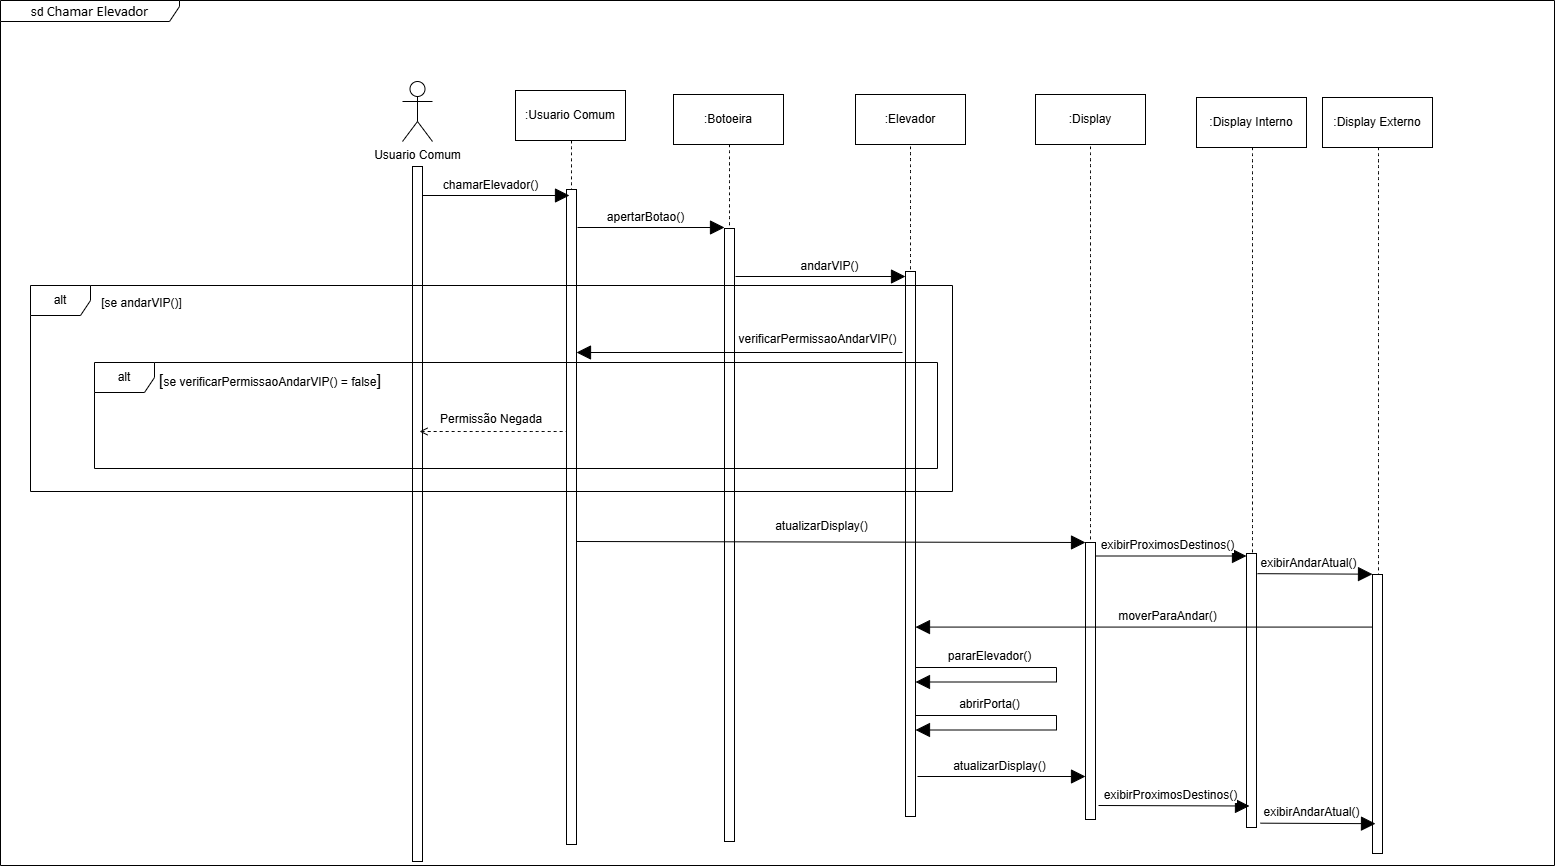 sd Chamar Elevador
Usuario Comum
:Usuario Comum
:Botoeira
:Elevador
:Display
:Display Interno
:Display Externo
chamarElevador()
apertarBotao()
andarVIP()
alt
[se andarVIP()]
verificarPermissaoAndarVIP()
alt
[se verificarPermissaoAndarVIP() = false]
Permissão Negada
atualizarDisplay()
exibirProximosDestinos()
exibirAndarAtual()
moverParaAndar()
pararElevador()
abrirPorta()
atualizarDisplay()
exibirProximosDestinos()
exibirAndarAtual()